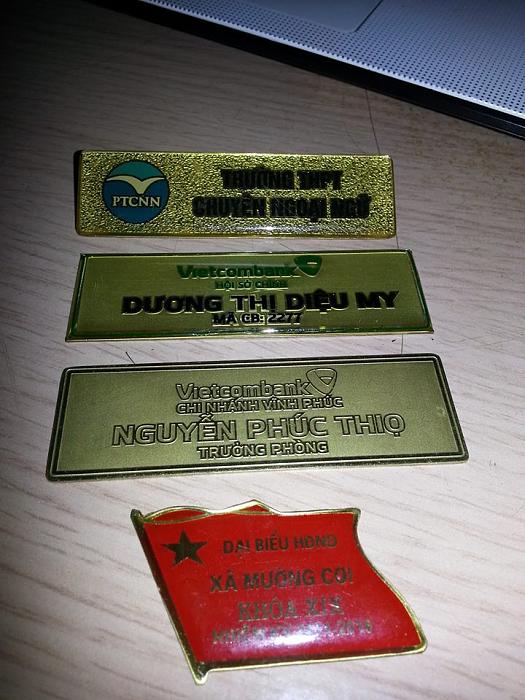 PTCNN
TRƯỜNG THPT
CHUYÊN NGOẠI NGỮ
Vietcombank
HỘI SỞ CHÍNH
DƯƠNG THỊ DIỆU MY
MÃ CB: 2277
Vietcombank
CHI NHÁNH VĨNH PHÚC
NGUYỄN PHÚC THIỌ
TRƯỞNG PHÒNG
ĐẠI BIỂU HĐND
XÃ MƯỜNG CƠI
KHÓA XIX